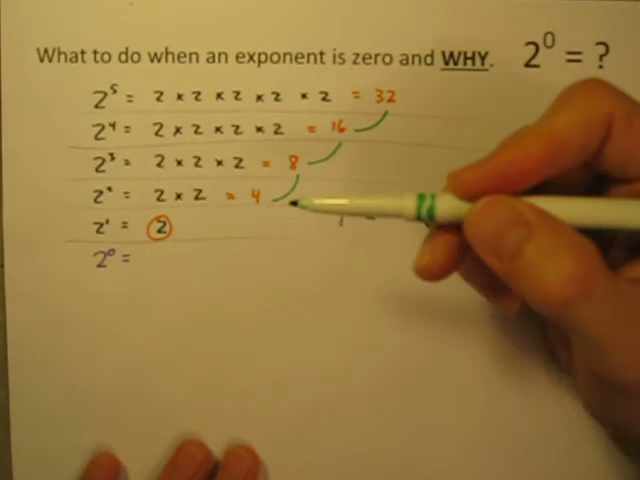 What to do when an exponent is zero and WHY. 2⁰ = ?
2⁵ = 2 × 2 × 2 × 2 × 2 = 32
2⁴ = 2 × 2 × 2 × 2 = 16
2³ = 2 × 2 × 2 = 8
2² = 2 × 2 = 4
2¹ = 2
2⁰ =